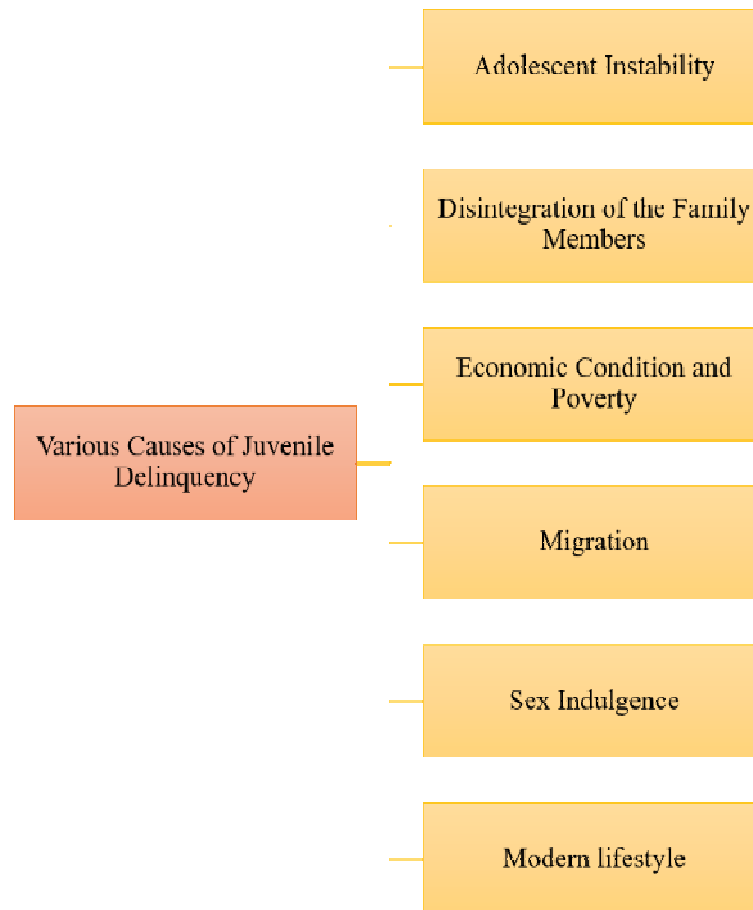 Various Causes of Juvenile
Delinquency
Adolescent Instability
Disintegration of the Family
Members
Economic Condition and
Poverty
Migration
Sex Indulgence
Modern lifestyle